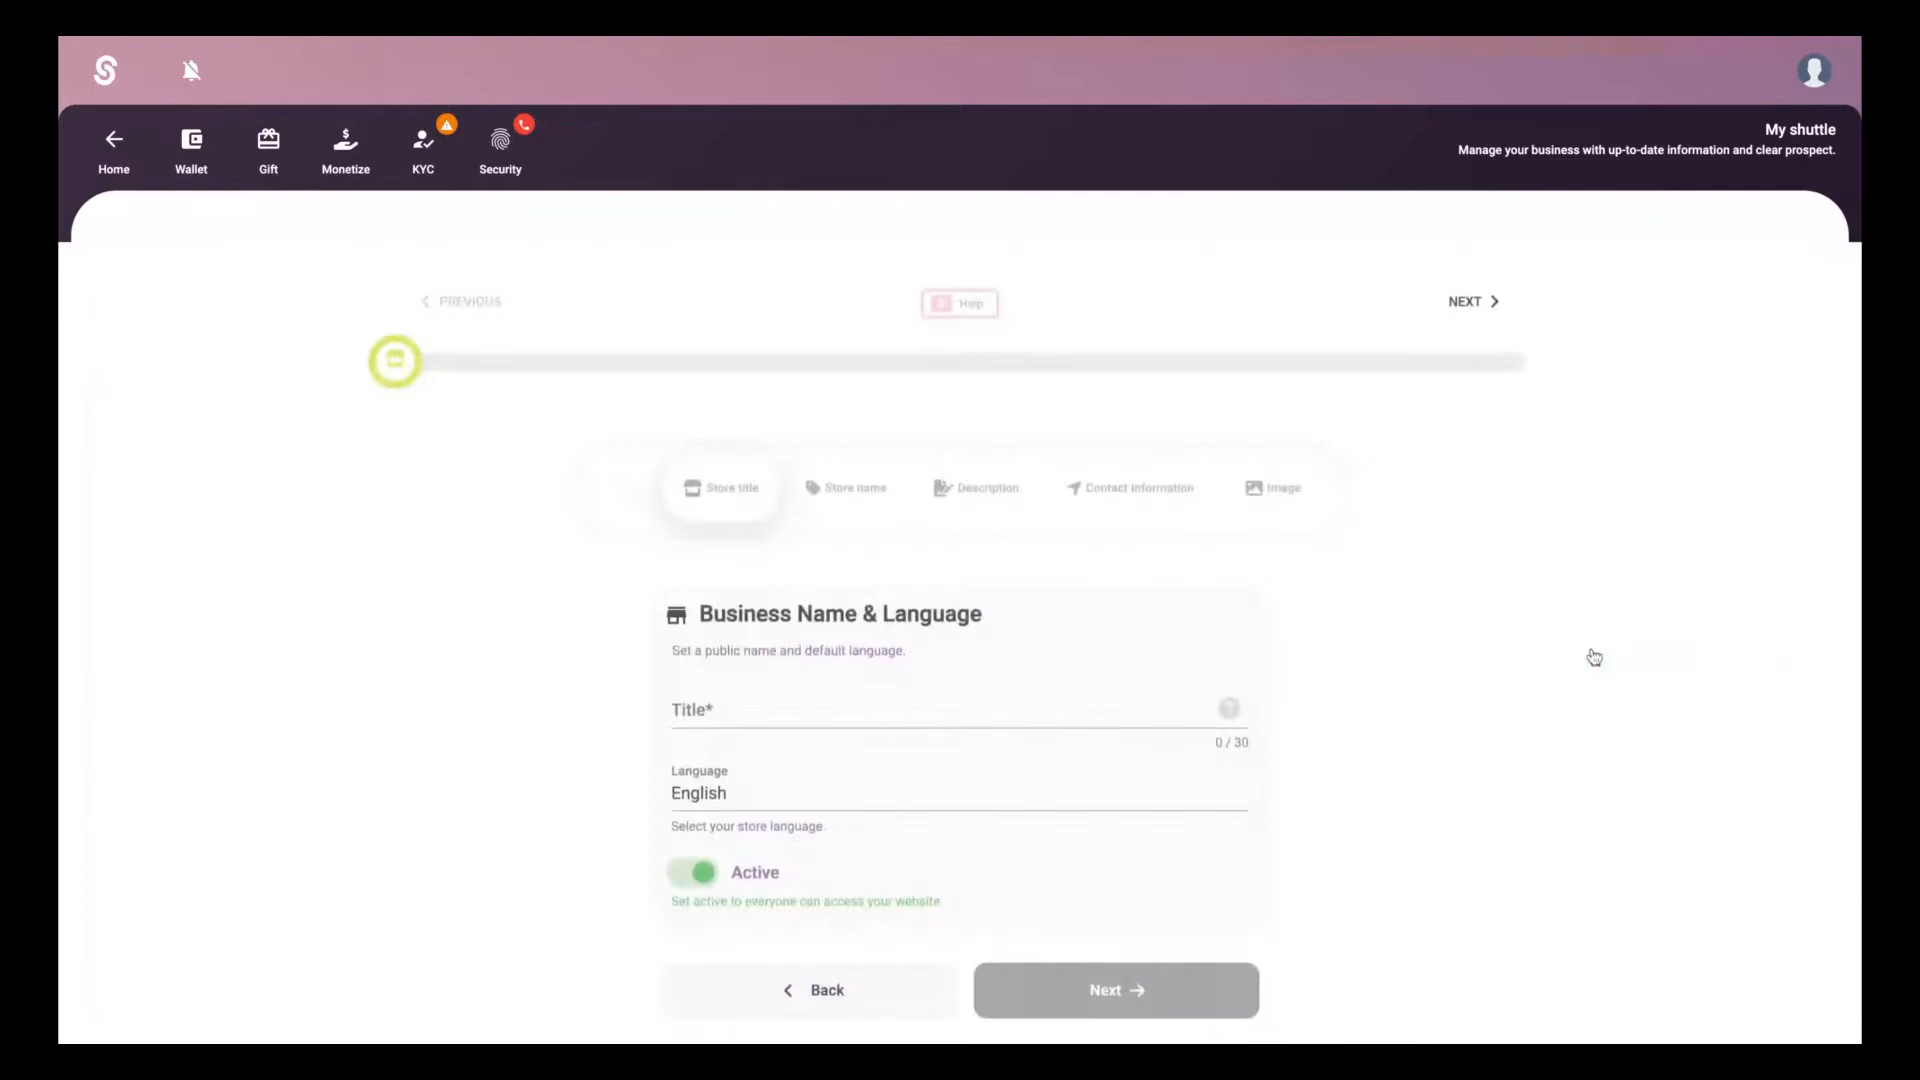 My shuttle
Manage your business with up-to-date information and clear prospect.
Home
Wallet
Gift
Monetize
KYC
Security
PREVIOUS
Help
NEXT
Store title
Store name
Description
Contact Information
Image
Business Name & Language
Set a public name and default language.
Title*
0 / 30
Language
English
Select your store language.
Active
Set active to everyone can access your website
Back
Next